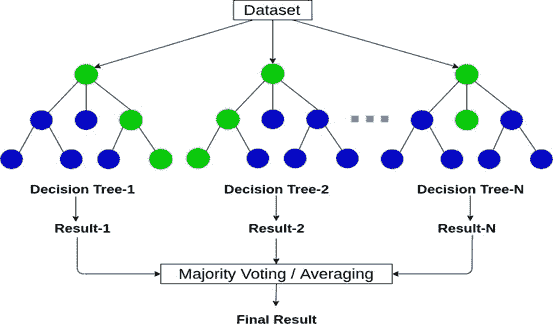 Dataset
Decision Tree-1 Decision Tree-2 Decision Tree-N
Result-1 Result-2 Result-N
Majority Voting / Averaging
Final Result